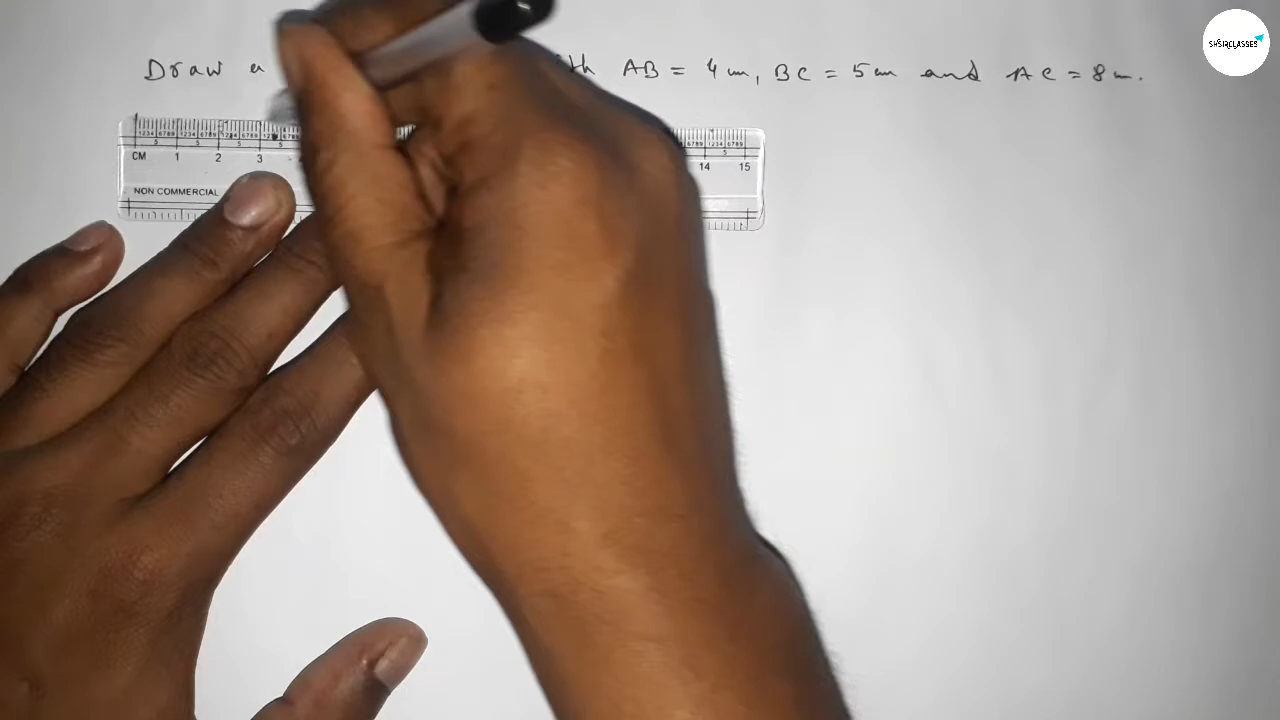 Draw a AB = 4 cm, BC = 5 cm and AC = 8 cm.
SHSIRCLASSES
CM 1 2 3 14 15
NON COMMERCIAL